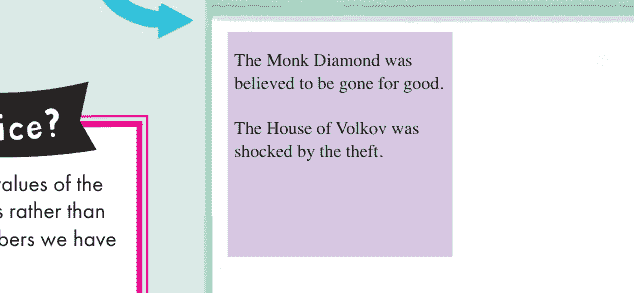 ice?
values of the
s rather than
bers we have
The Monk Diamond was
believed to be gone for good.
The House of Volkov was
shocked by the theft.